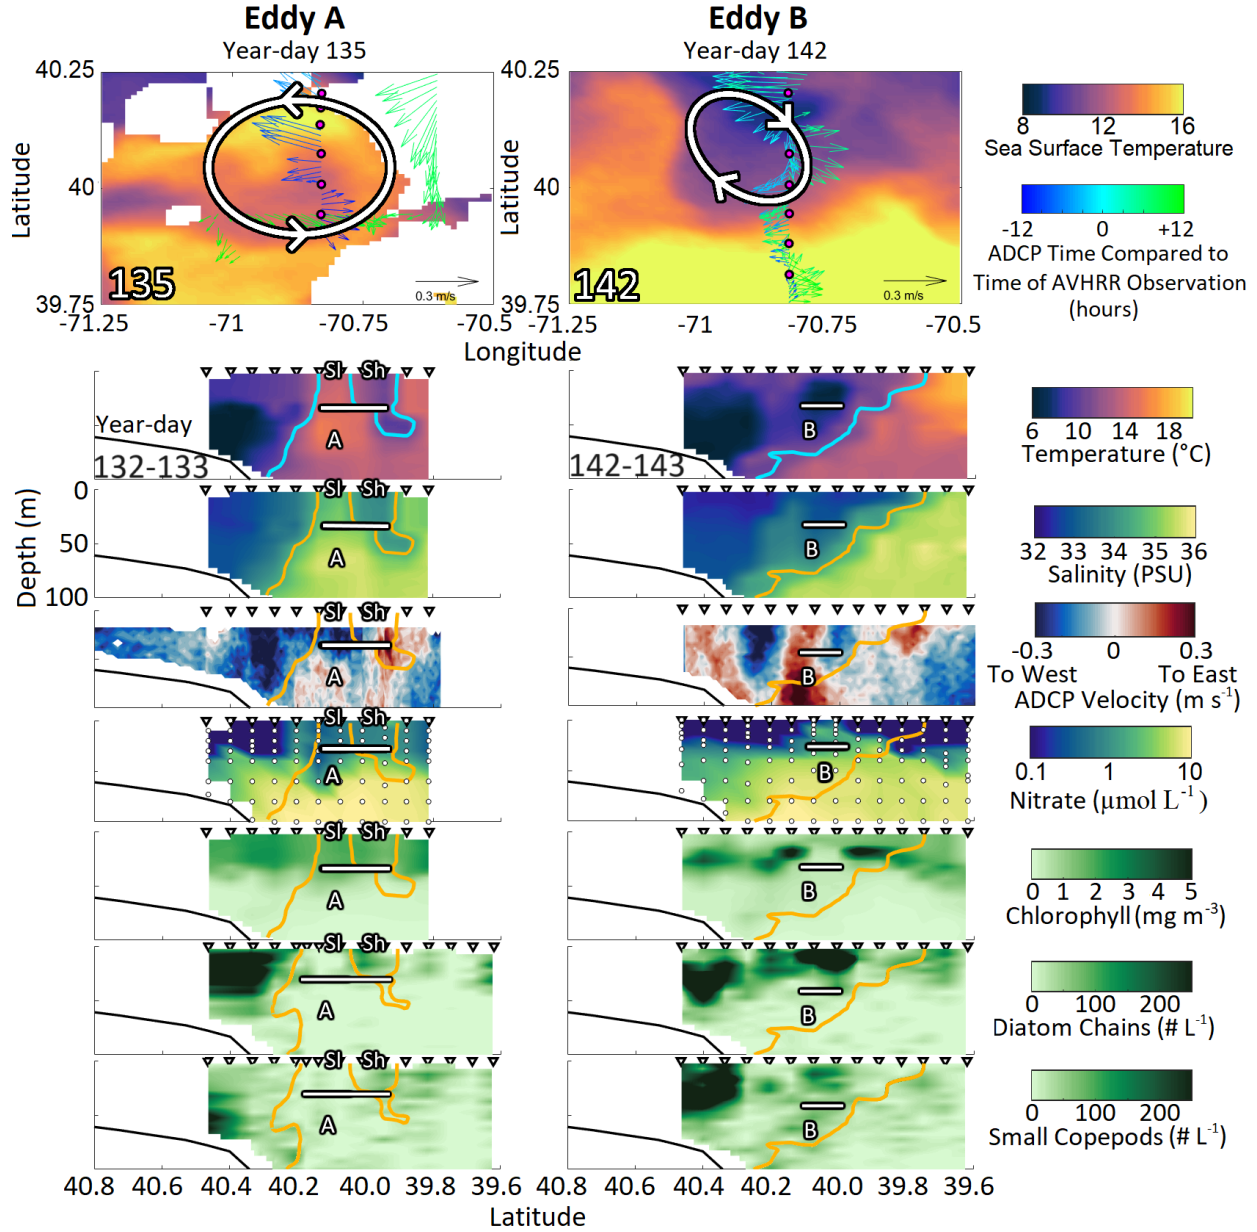 Eddy A
Eddy B
Year-day 135
Year-day 142
40.25
40
39.75
Latitude
135
0.3 m/s
-71.25
-71
-70.75
-70.5
40.25
40
39.75
Latitude
142
0.3 m/s
-71.25
-71
-70.75
-70.5
Longitude
8
12
16
Sea Surface Temperature
-12
0
+12
ADCP Time Compared to
Time of AVHRR Observation
(hours)
Sl
Sh
A
Year-day
132-133
B
142-143
6
10
14
18
Temperature (°C)
0
50
100
Depth (m)
A
B
32
33
34
35
36
Salinity (PSU)
Sl
Sh
A
B
-0.3
0
0.3
To West
To East
ADCP Velocity (m s-1)
Sl
Sh
A
B
0.1
1
10
Nitrate (μmol L-1)
Sl
Sh
A
B
0
1
2
3
4
5
Chlorophyll (mg m-3)
Sl
Sh
A
B
0
100
200
Diatom Chains (# L-1)
Sl
Sh
A
B
0
100
200
Small Copepods (# L-1)
40.8
40.6
40.4
40.2
40.0
39.8
39.6
40.8
40.6
40.4
40.2
40.0
39.8
39.6
Latitude